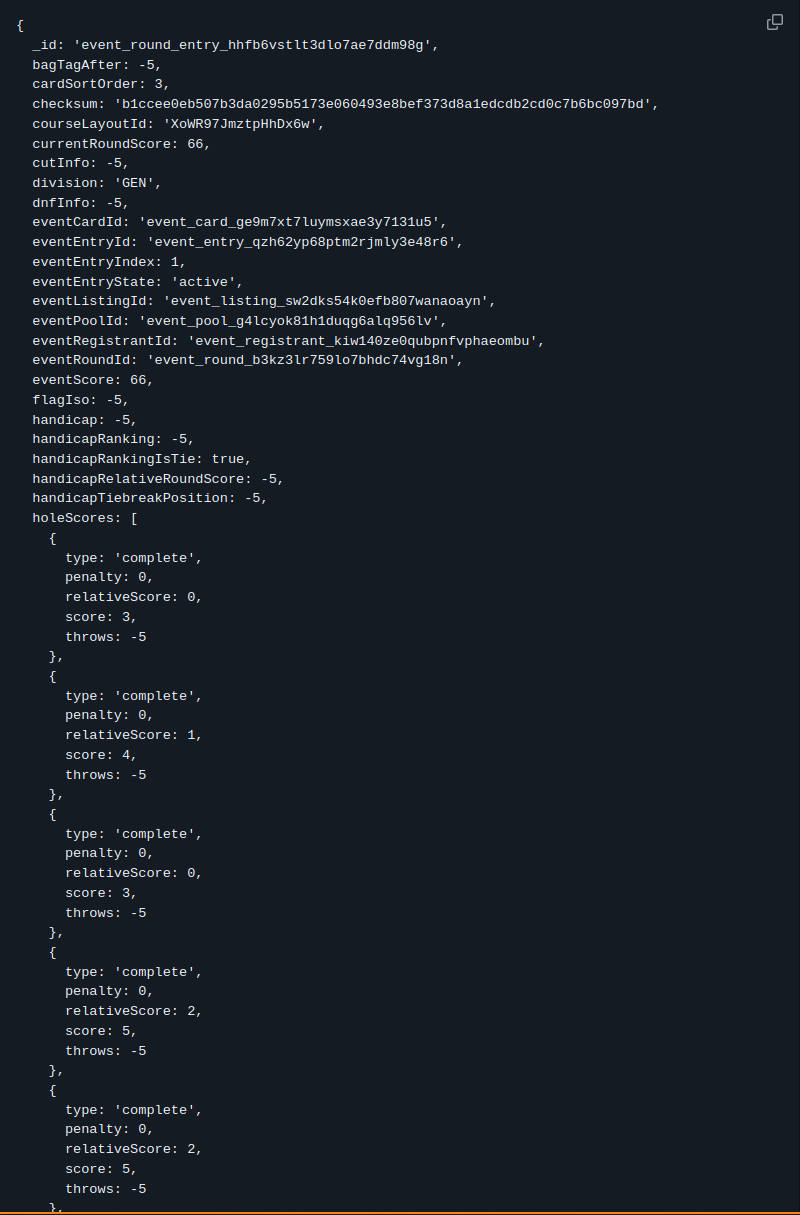 {
  _id: 'event_round_entry_hhfb6vstlt3dlo7ae7ddm98g',
  bagTagAfter: -5,
  cardSortOrder: 3,
  checksum: 'b1ccee0eb507b3da0295b5173e060493e8bef373d8a1edcdb2cd0c7b6bc097bd',
  courseLayoutId: 'XoWR97JmztpHhDx6w',
  currentRoundScore: 66,
  cutInfo: -5,
  division: 'GEN',
  dnfInfo: -5,
  eventCardId: 'event_card_ge9m7xt7luymsxae3y7131u5',
  eventEntryId: 'event_entry_qzh62yp68ptm2rjmly3e48r6',
  eventEntryIndex: 1,
  eventEntryState: 'active',
  eventListingId: 'event_listing_sw2dks54k0efb807wanaoayn',
  eventPoolId: 'event_pool_g4lcyok81h1duqg6alq956lv',
  eventRegistrantId: 'event_registrant_kiw140ze0qubpnfvphaeombu',
  eventRoundId: 'event_round_b3kz3lr759lo7bhdc74vg18n',
  eventScore: 66,
  flagIso: -5,
  handicap: -5,
  handicapRanking: -5,
  handicapRankingIsTie: true,
  handicapRelativeRoundScore: -5,
  handicapTiebreakPosition: -5,
  holeScores: [
    {
      type: 'complete',
      penalty: 0,
      relativeScore: 0,
      score: 3,
      throws: -5
    },
    {
      type: 'complete',
      penalty: 0,
      relativeScore: 1,
      score: 4,
      throws: -5
    },
    {
      type: 'complete',
      penalty: 0,
      relativeScore: 0,
      score: 3,
      throws: -5
    },
    {
      type: 'complete',
      penalty: 0,
      relativeScore: 2,
      score: 5,
      throws: -5
    },
    {
      type: 'complete',
      penalty: 0,
      relativeScore: 2,
      score: 5,
      throws: -5
    },